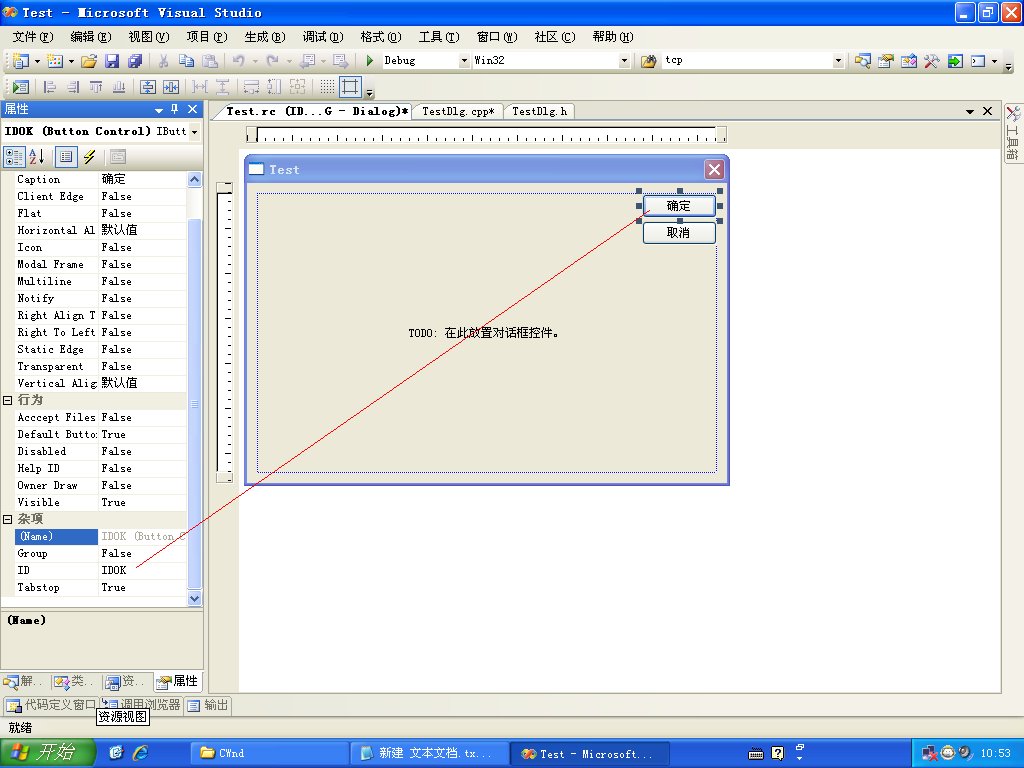 Test - Microsoft Visual Studio
文件(F) 编辑(E) 视图(V) 项目(P) 生成(B) 调试(D) 格式(O) 工具(T) 窗口(W) 社区(C) 帮助(H)
Debug Win32 tcp
属性
IDOK (Button Control) IButt
Caption 确定
Client Edge False
Flat False
Horizontal Al 默认值
Icon False
Modal Frame False
Multiline False
Notify False
Right Align T False
Right To Left False
Static Edge False
Transparent False
Vertical Alig 默认值
行为
Acccept Files False
Default Butto: True
Disabled False
Help ID False
Owner Draw False
Visible True
杂项
(Name) IDOK (Button C
Group False
ID IDOK
Tabstop True
(Name)
解.. 类.. 资.. 属性
Test.rc (ID...G - Dialog)* TestDlg.cpp* TestDlg.h
Test
确定
取消
TODO: 在此放置对话框控件。
工具箱
代码定义窗口 调用浏览器 输出
资源视图
就绪
开始 CWnd 新建 文本文档.tx... Test - Microsoft... 10:53